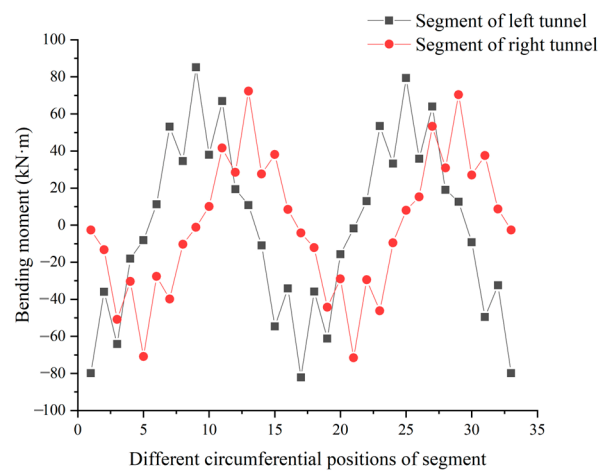 Segment of left tunnel
Segment of right tunnel
Bending moment (kN·m)
100
80
60
40
20
0
−20
−40
−60
−80
−100
0 5 10 15 20 25 30 35
Different circumferential positions of segment